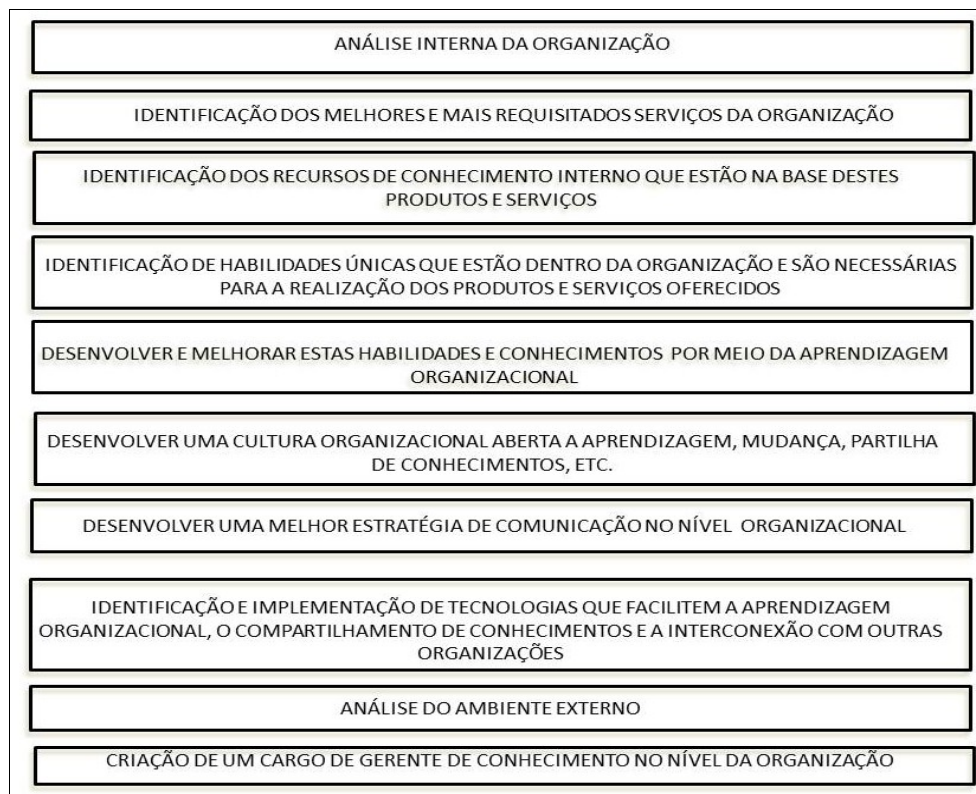 ANÁLISE INTERNA DA ORGANIZAÇÃO
IDENTIFICAÇÃO DOS MELHORES E MAIS REQUISITADOS SERVIÇOS DA ORGANIZAÇÃO
IDENTIFICAÇÃO DOS RECURSOS DE CONHECIMENTO INTERNO QUE ESTÃO NA BASE DESTES
PRODUTOS E SERVIÇOS
IDENTIFICAÇÃO DE HABILIDADES ÚNICAS QUE ESTÃO DENTRO DA ORGANIZAÇÃO E SÃO NECESSÁRIAS
PARA A REALIZAÇÃO DOS PRODUTOS E SERVIÇOS OFERECIDOS
DESENVOLVER E MELHORAR ESTAS HABILIDADES E CONHECIMENTOS POR MEIO DA APRENDIZAGEM
ORGANIZACIONAL
DESENVOLVER UMA CULTURA ORGANIZACIONAL ABERTA A APRENDIZAGEM, MUDANÇA, PARTILHA
DE CONHECIMENTOS, ETC.
DESENVOLVER UMA MELHOR ESTRATÉGIA DE COMUNICAÇÃO NO NÍVEL ORGANIZACIONAL
IDENTIFICAÇÃO E IMPLEMENTAÇÃO DE TECNOLOGIAS QUE FACILITEM A APRENDIZAGEM
ORGANIZACIONAL, O COMPARTILHAMENTO DE CONHECIMENTOS E A INTERCONEXÃO COM OUTRAS
ORGANIZAÇÕES
ANÁLISE DO AMBIENTE EXTERNO
CRIAÇÃO DE UM CARGO DE GERENTE DE CONHECIMENTO NO NÍVEL DA ORGANIZAÇÃO